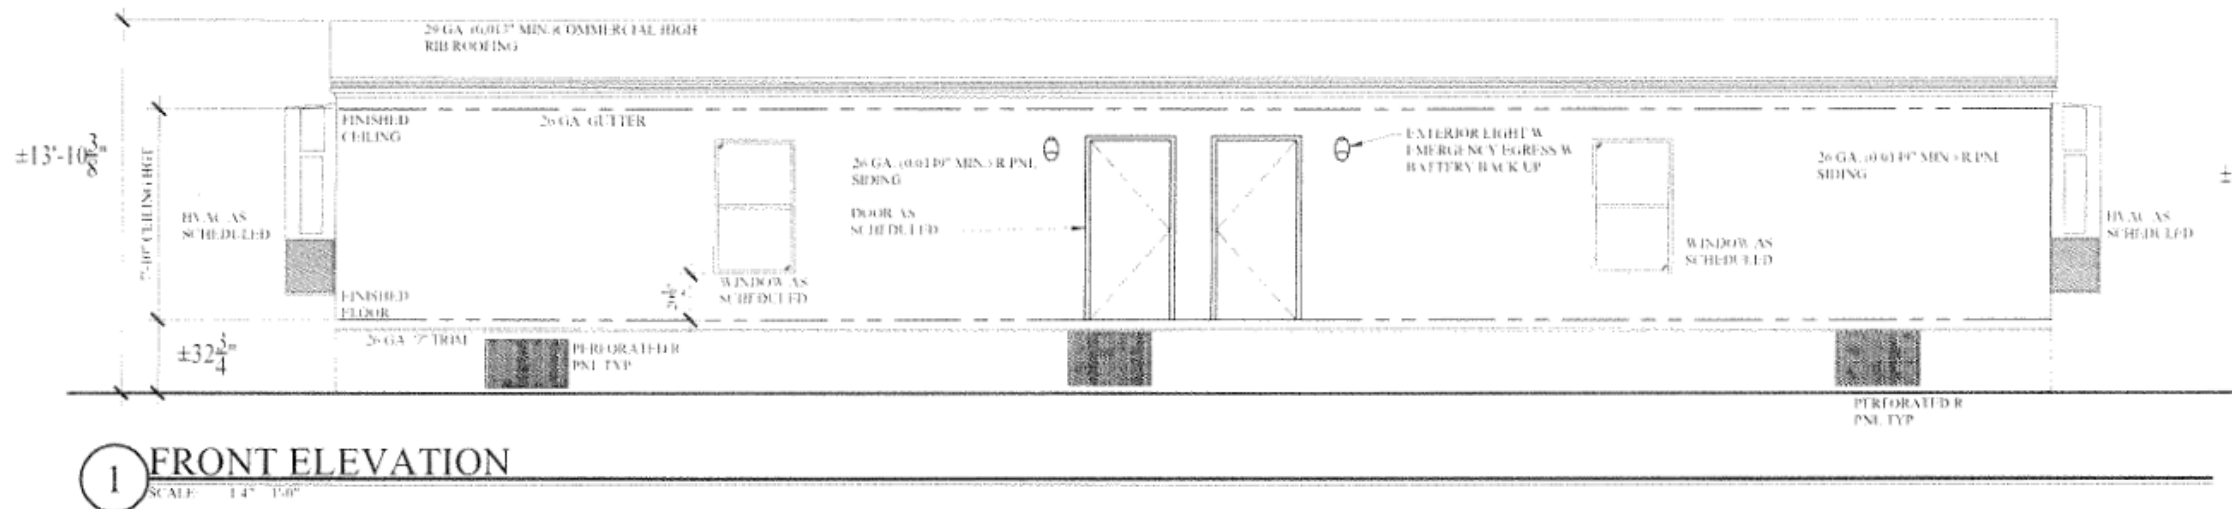 29 GA. (0.013" MIN.) COMMERCIAL HIGH
RIB ROOFING
FINISHED
CEILING
26 GA. GUTTER
±13'-10 3/8"
CEILING HGT
HVAC AS
SCHEDULED
26 GA. (0.0149" MIN.) R PNL
SIDING
EXTERIOR LIGHT W
EMERGENCY EGRESS W
BATTERY BACK UP
26 GA. (0.0149" MIN.) R PNL
SIDING
±
DOOR AS
SCHEDULED
HVAC AS
SCHEDULED
WINDOW AS
SCHEDULED
WINDOW AS
SCHEDULED
FINISHED
FLOOR
±32 3/4"
26 GA. TRIM
PERFORATED R
PNL TYP
PERFORATED R
PNL TYP
1 FRONT ELEVATION
SCALE: 1/4" 1'-0"